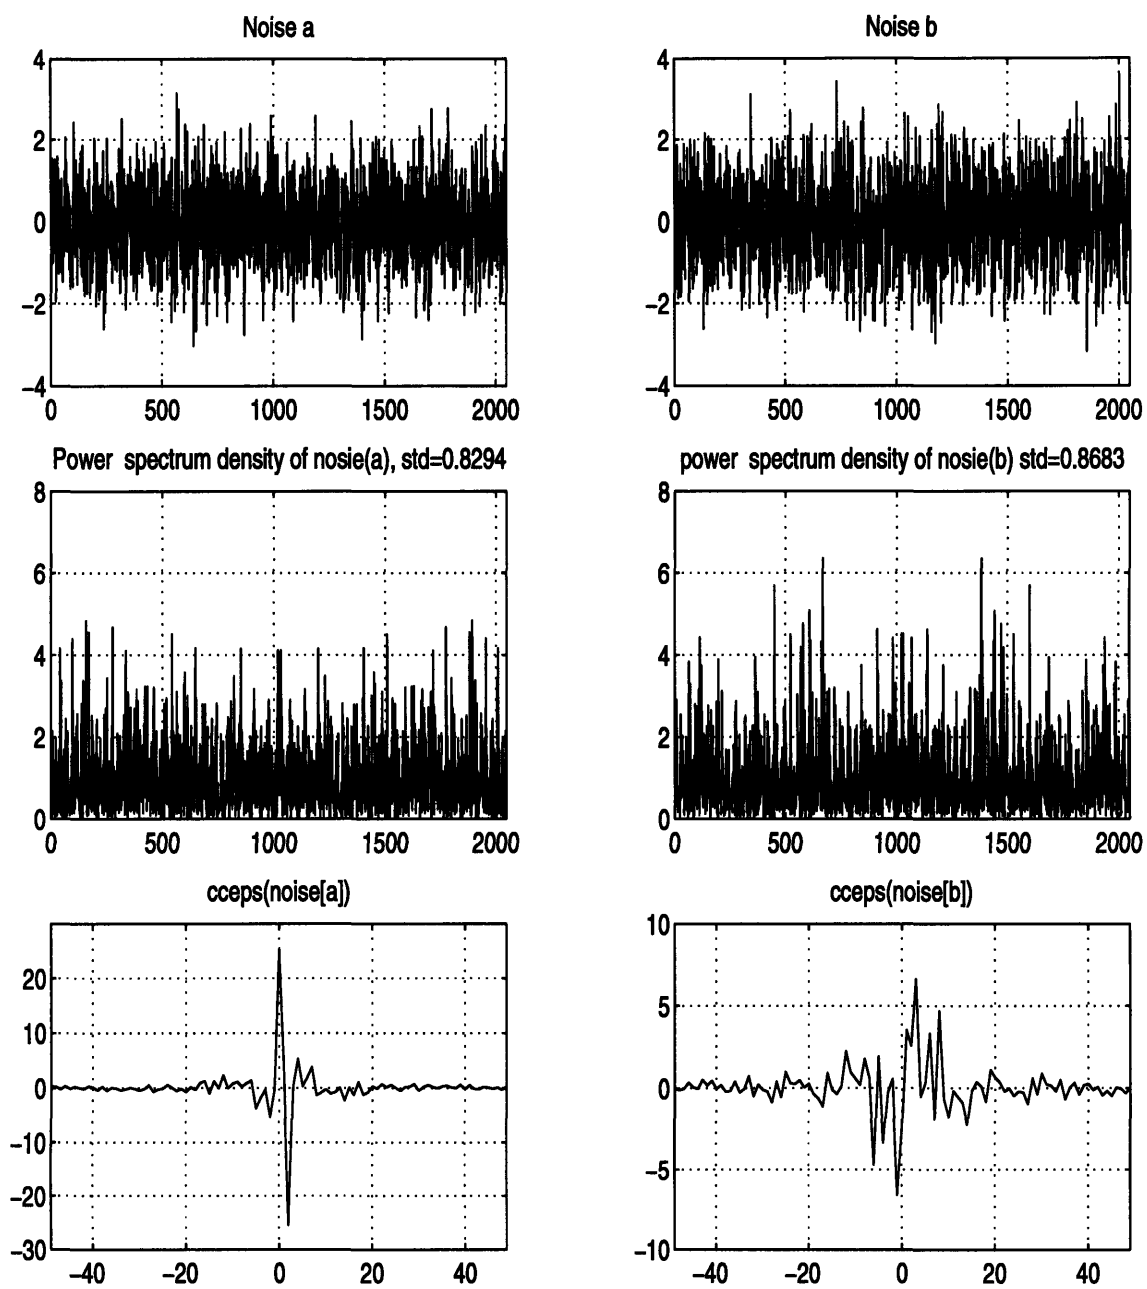 Noise a
Noise b
4
2
0
−2
−4
0 500 1000 1500 2000
4
2
0
−2
−4
0 500 1000 1500 2000
Power spectrum density of nosie(a), std=0.8294
power spectrum density of nosie(b) std=0.8683
8
6
4
2
0
0 500 1000 1500 2000
8
6
4
2
0
0 500 1000 1500 2000
cceps(noise[a])
cceps(noise[b])
20
10
0
−10
−20
−30
−40 −20 0 20 40
10
5
0
−5
−10
−40 −20 0 20 40